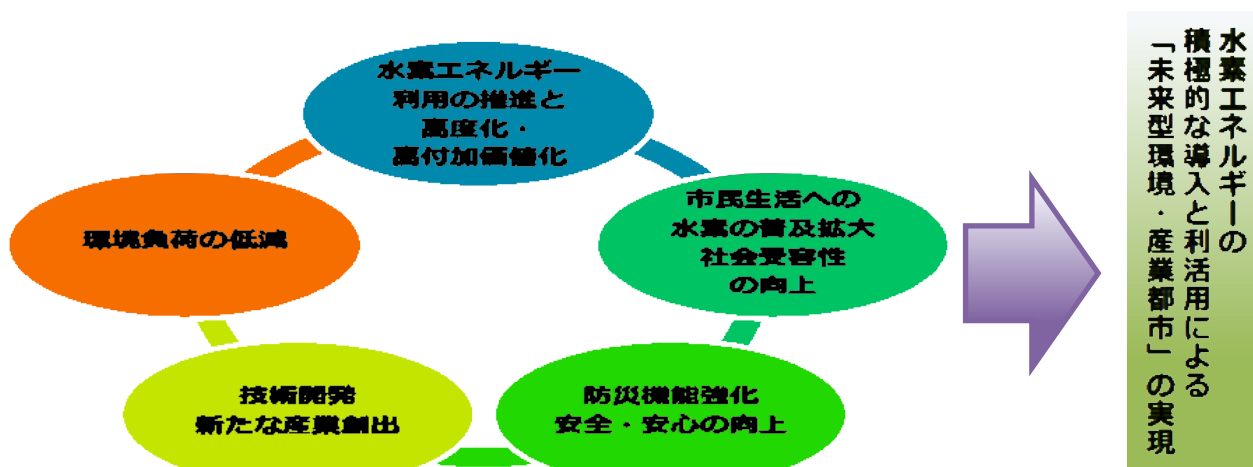 水素エネルギー
利用の推進と
高度化・
高付加価値化
市民生活への
水素の普及拡大
社会受容性
の向上
防災機能強化
安全・安心の向上
技術開発
新たな産業創出
環境負荷の低減
水素エネルギーの
積極的な導入と利活用による
「未来型環境・産業都市」の実現